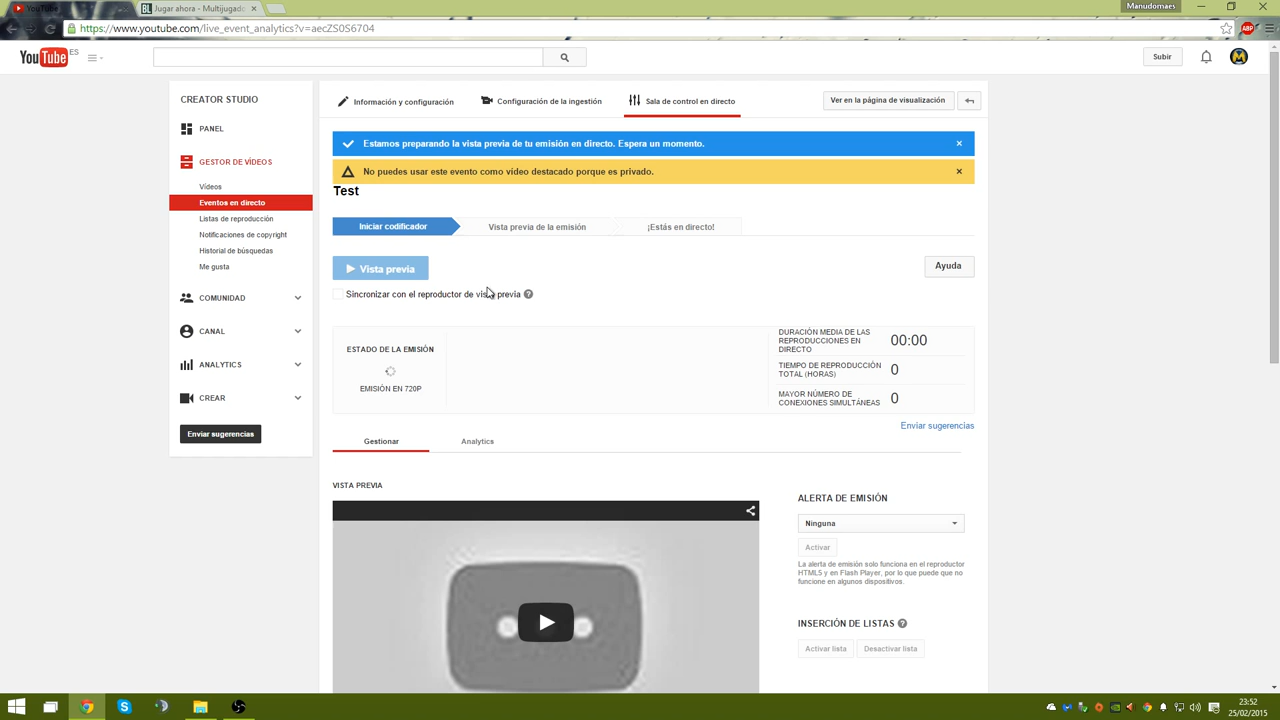 YouTube
Jugar ahora - Multijugado
Manudomaes
https://www.youtube.com/live_event_analytics?v=aecZS0S6704
ABP
YouTube ES
Subir
CREATOR STUDIO
PANEL
GESTOR DE VÍDEOS
Vídeos
Eventos en directo
Listas de reproducción
Notificaciones de copyright
Historial de búsquedas
Me gusta
COMUNIDAD
CANAL
ANALYTICS
CREAR
Enviar sugerencias
Información y configuración
Configuración de la ingestión
Sala de control en directo
Ver en la página de visualización
Estamos preparando la vista previa de tu emisión en directo. Espera un momento.
No puedes usar este evento como vídeo destacado porque es privado.
Test
Iniciar codificador
Vista previa de la emisión
¡Estás en directo!
Vista previa
Ayuda
Sincronizar con el reproductor de vista previa
ESTADO DE LA EMISIÓN
EMISIÓN EN 720P
DURACIÓN MEDIA DE LAS
REPRODUCCIONES EN
DIRECTO
00:00
TIEMPO DE REPRODUCCIÓN
TOTAL (HORAS)
0
MAYOR NÚMERO DE
CONEXIONES SIMULTÁNEAS
0
Enviar sugerencias
Gestionar
Analytics
VISTA PREVIA
ALERTA DE EMISIÓN
Ninguna
Activar
La alerta de emisión solo funciona en el reproductor
HTML5 y en Flash Player, por lo que puede que no
funcione en algunos dispositivos.
INSERCIÓN DE LISTAS
Activar lista
Desactivar lista
23:52
25/02/2015